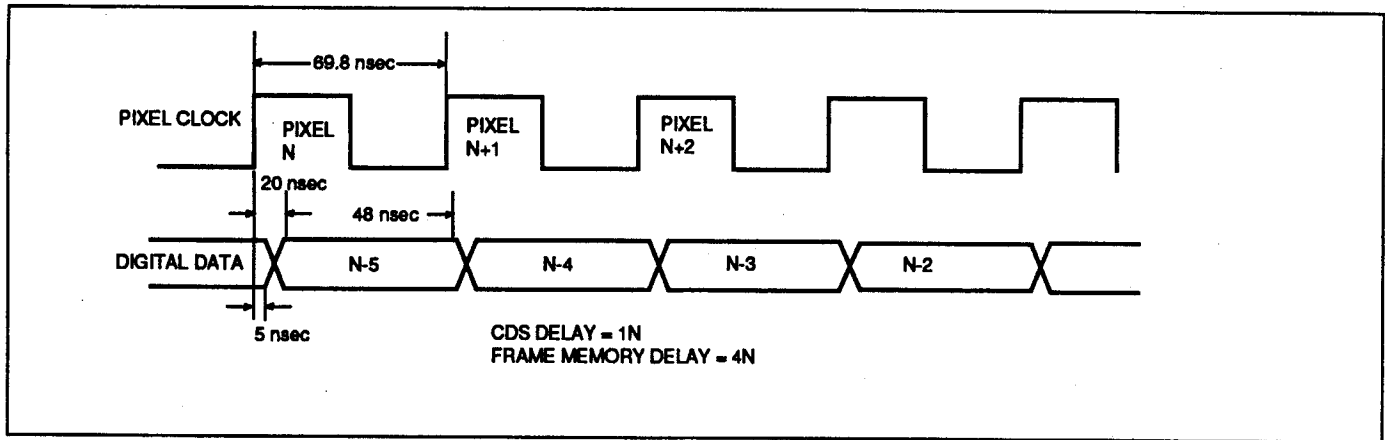 69.8 nsec
PIXEL CLOCK
PIXEL
N
PIXEL
N+1
PIXEL
N+2
20 nsec
48 nsec
DIGITAL DATA
N-5
N-4
N-3
N-2
5 nsec
CDS DELAY = 1N
FRAME MEMORY DELAY = 4N